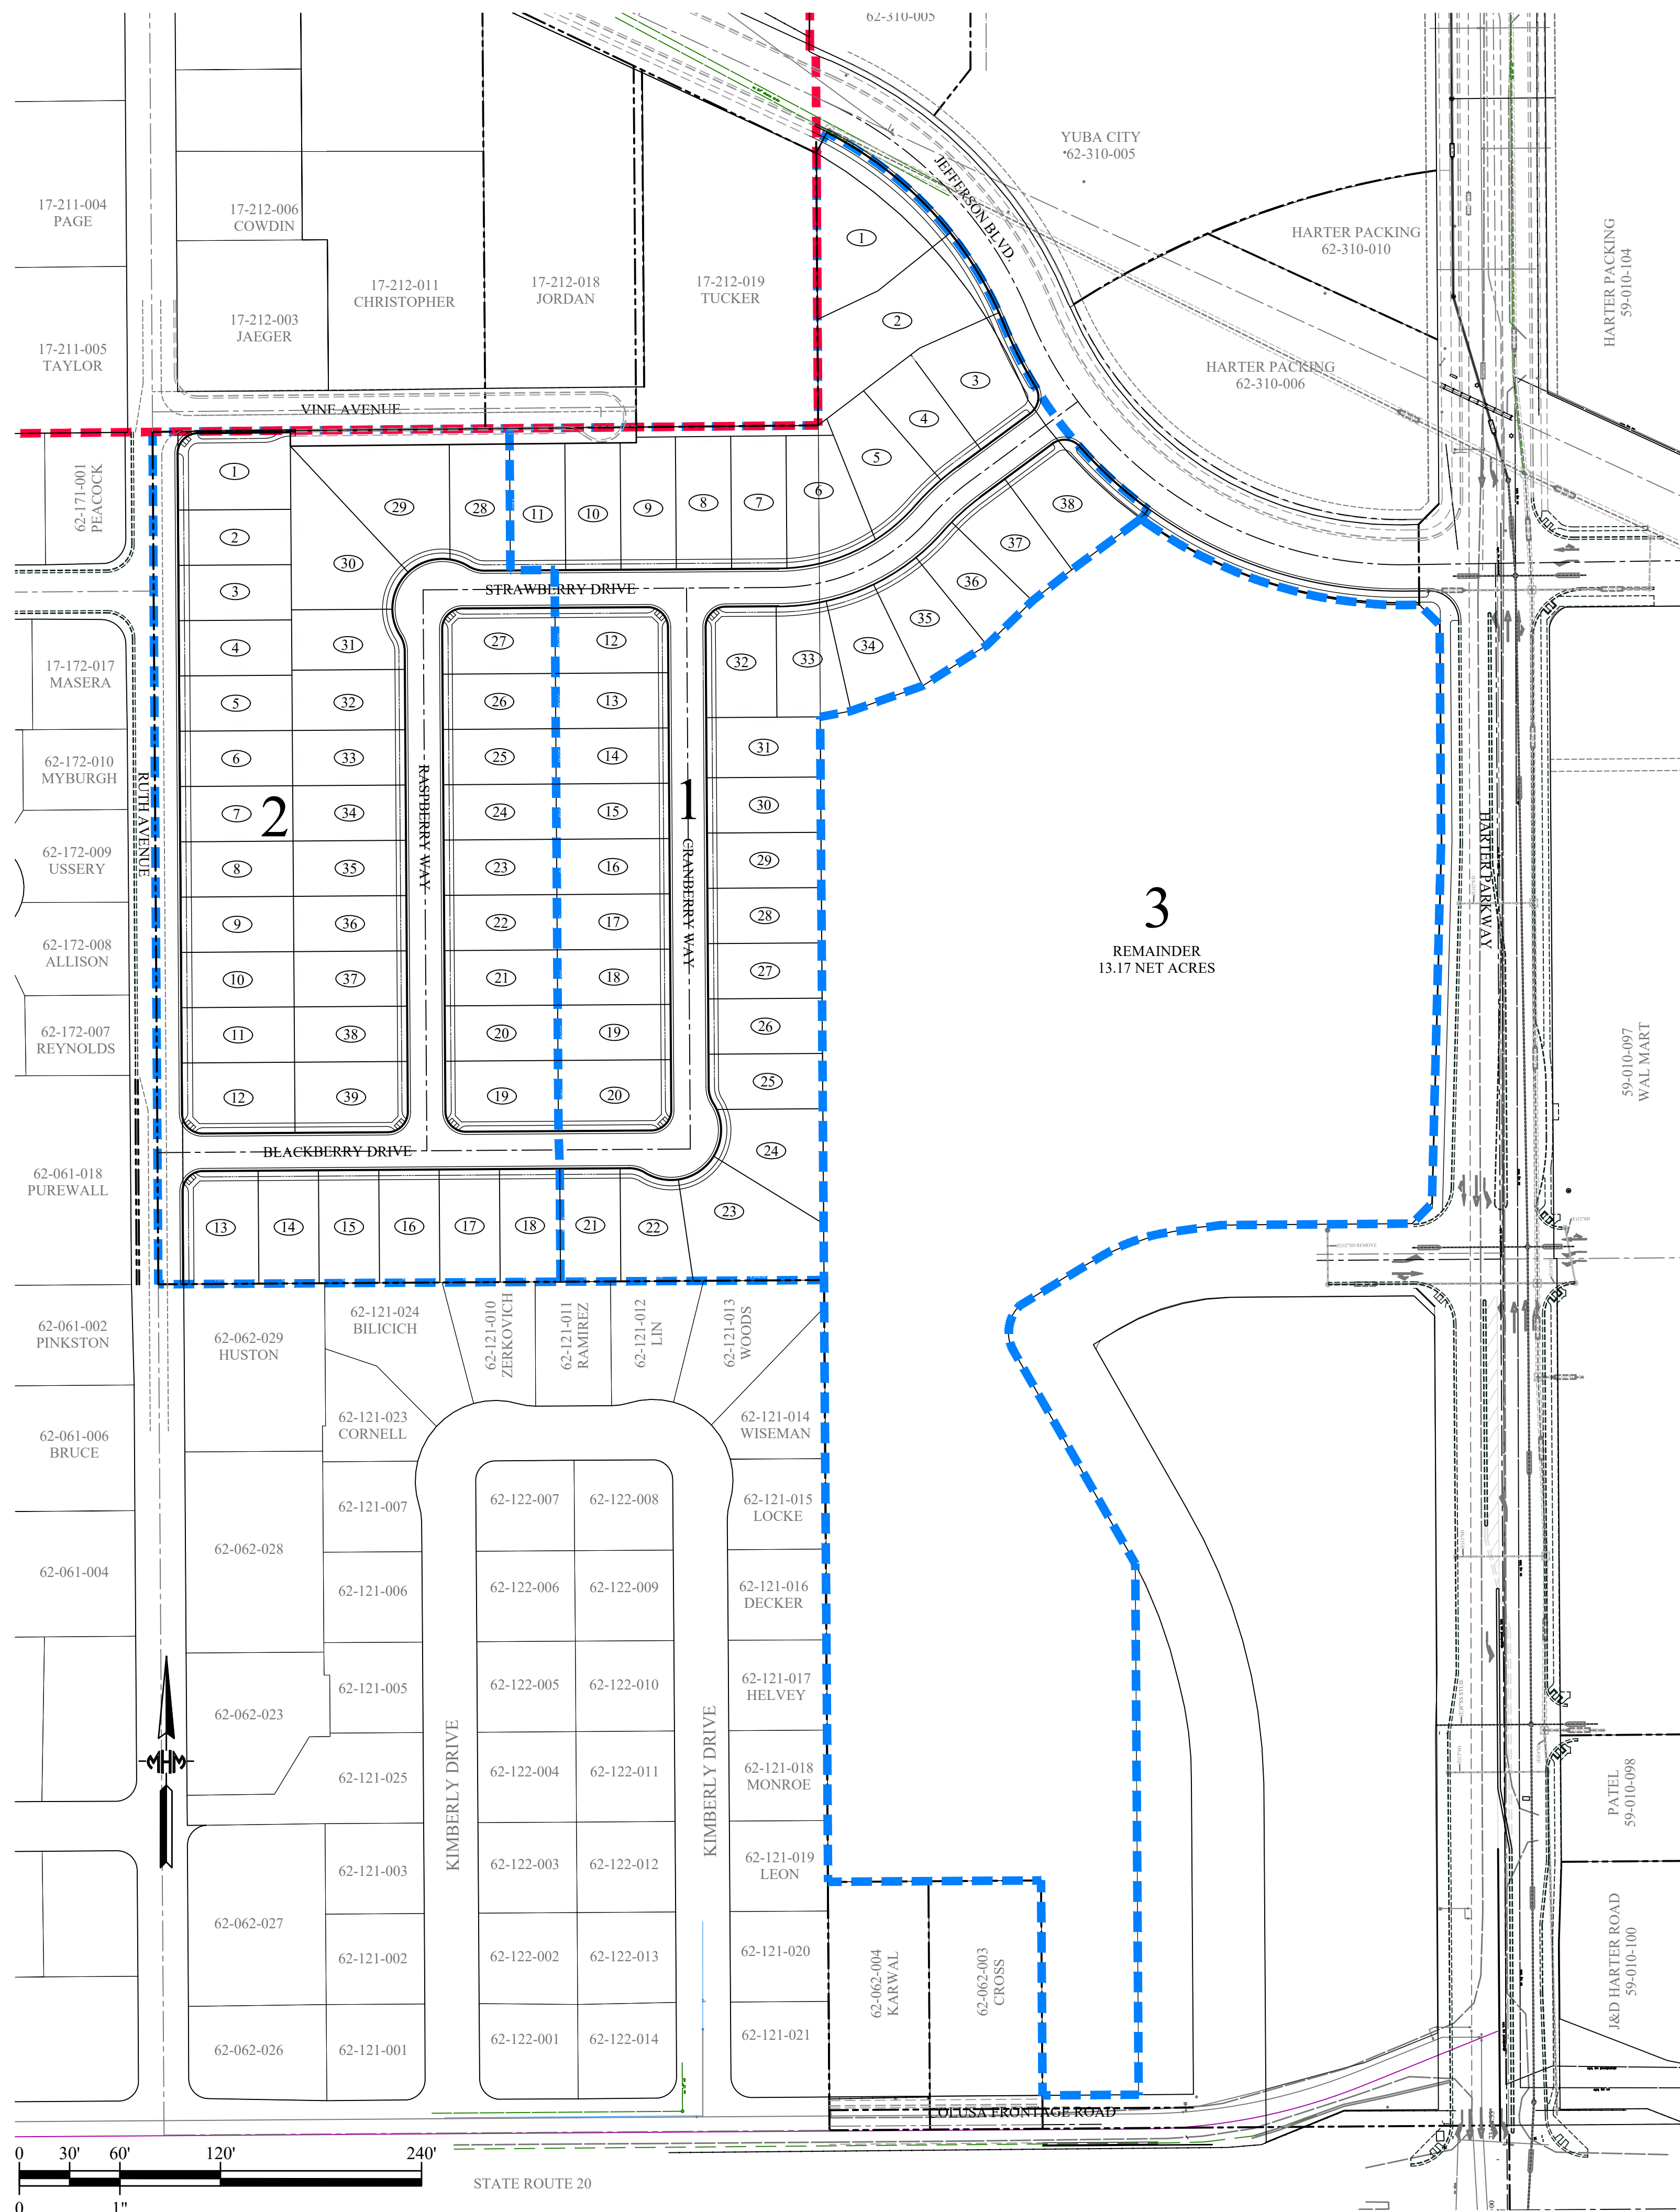 62-310-005
YUBA CITY
62-310-005
JEFFERSON BLVD.
HARTER PACKING
62-310-010
HARTER PACKING
59-010-104
HARTER PACKING
62-310-006
17-211-004
PAGE
17-212-006
COWDIN
17-212-011
CHRISTOPHER
17-212-018
JORDAN
17-212-019
TUCKER
17-212-003
JAEGER
17-211-005
TAYLOR
VINE AVENUE
62-171-001
PEACOCK
1
2
3
4
5
6
7
8
9
10
11
28
29
30
1
2
3
4
5
6
7
8
9
10
11
12
31
32
33
34
35
36
37
38
39
38
37
36
35
34
33
32
STRAWBERRY DRIVE
27
26
25
24
23
22
21
20
19
12
13
14
15
16
17
18
19
20
31
30
29
28
27
26
25
24
23
22
21
18
17
16
15
14
13
17-172-017
MASERA
62-172-010
MYBURGH
62-172-009
USSERY
62-172-008
ALLISON
62-172-007
REYNOLDS
62-061-018
PUREWALL
RUTH AVENUE
2
RASPBERRY WAY
1
CRANBERRY WAY
3
REMAINDER
13.17 NET ACRES
HARTER PARKWAY
59-010-097
WAL MART
BLACKBERRY DRIVE
62-061-002
PINKSTON
62-061-006
BRUCE
62-061-004
62-062-029
HUSTON
62-062-028
62-062-023
62-062-027
62-062-026
62-121-024
BILICICH
62-121-010
ZERKOVICH
62-121-011
RAMIREZ
62-121-012
LIN
62-121-013
WOODS
62-121-023
CORNELL
62-121-014
WISEMAN
62-121-007
62-121-006
62-121-005
62-121-025
62-121-003
62-121-002
62-121-001
62-122-007
62-122-008
62-122-006
62-122-009
62-122-005
62-122-010
62-122-004
62-122-011
62-122-003
62-122-012
62-122-002
62-122-013
62-122-001
62-122-014
62-121-015
LOCKE
62-121-016
DECKER
62-121-017
HELVEY
62-121-018
MONROE
62-121-019
LEON
62-121-020
62-121-021
KIMBERLY DRIVE
KIMBERLY DRIVE
MHM
62-062-004
KARWAL
62-062-003
CROSS
PATEL
59-010-098
J&D HARTER ROAD
59-010-100
OLUSA FRONTAGE ROAD
STATE ROUTE 20
0 30' 60' 120' 240'
0 1"